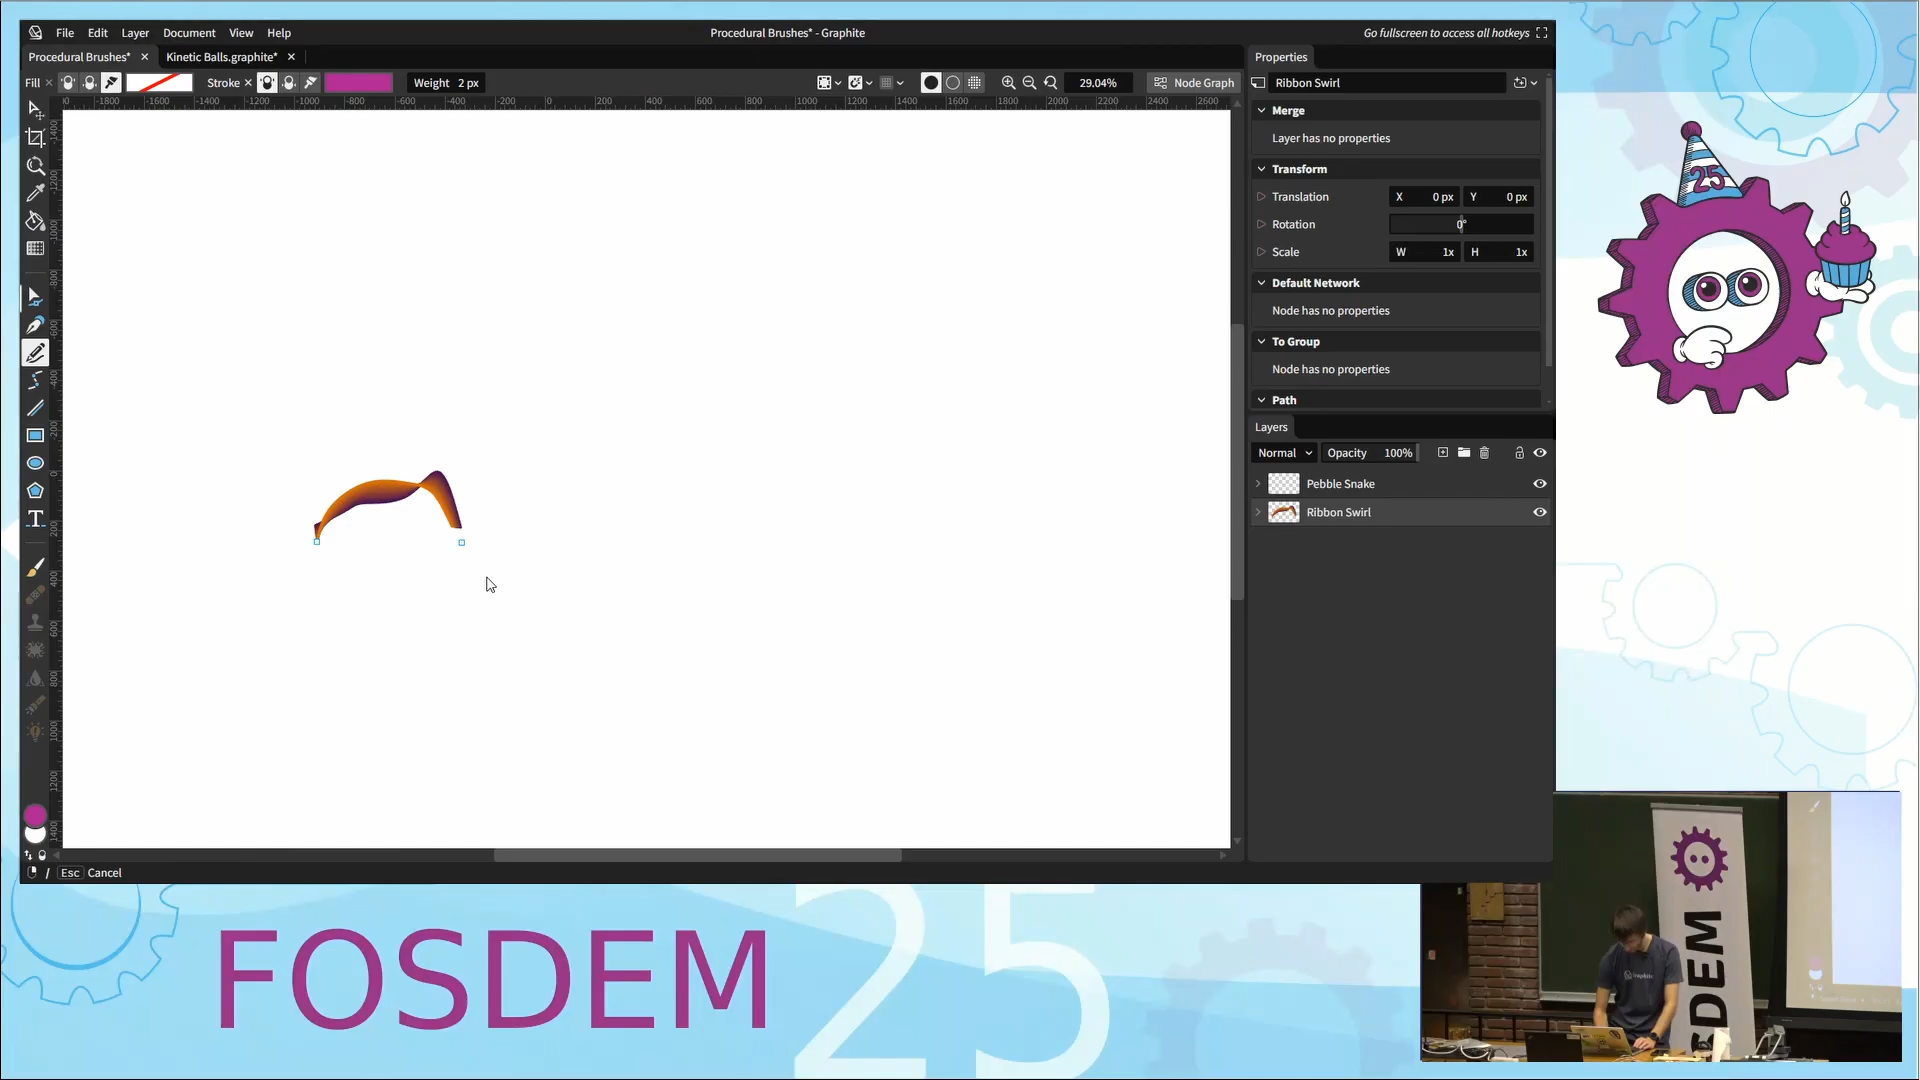 File Edit Layer Document View Help
Procedural Brushes* - Graphite
Go fullscreen to access all hotkeys
Procedural Brushes*
Kinetic Balls.graphite*
Properties
Fill
Stroke
Weight 2 px
29.04%
Node Graph
Ribbon Swirl
Merge
Layer has no properties
Transform
Translation X 0 px Y 0 px
Rotation 0°
Scale W 1x H 1x
Default Network
Node has no properties
To Group
Node has no properties
Path
Layers
Normal Opacity 100%
Pebble Snake
Ribbon Swirl
/ Esc Cancel
25
FOSDEM
25
SDEM